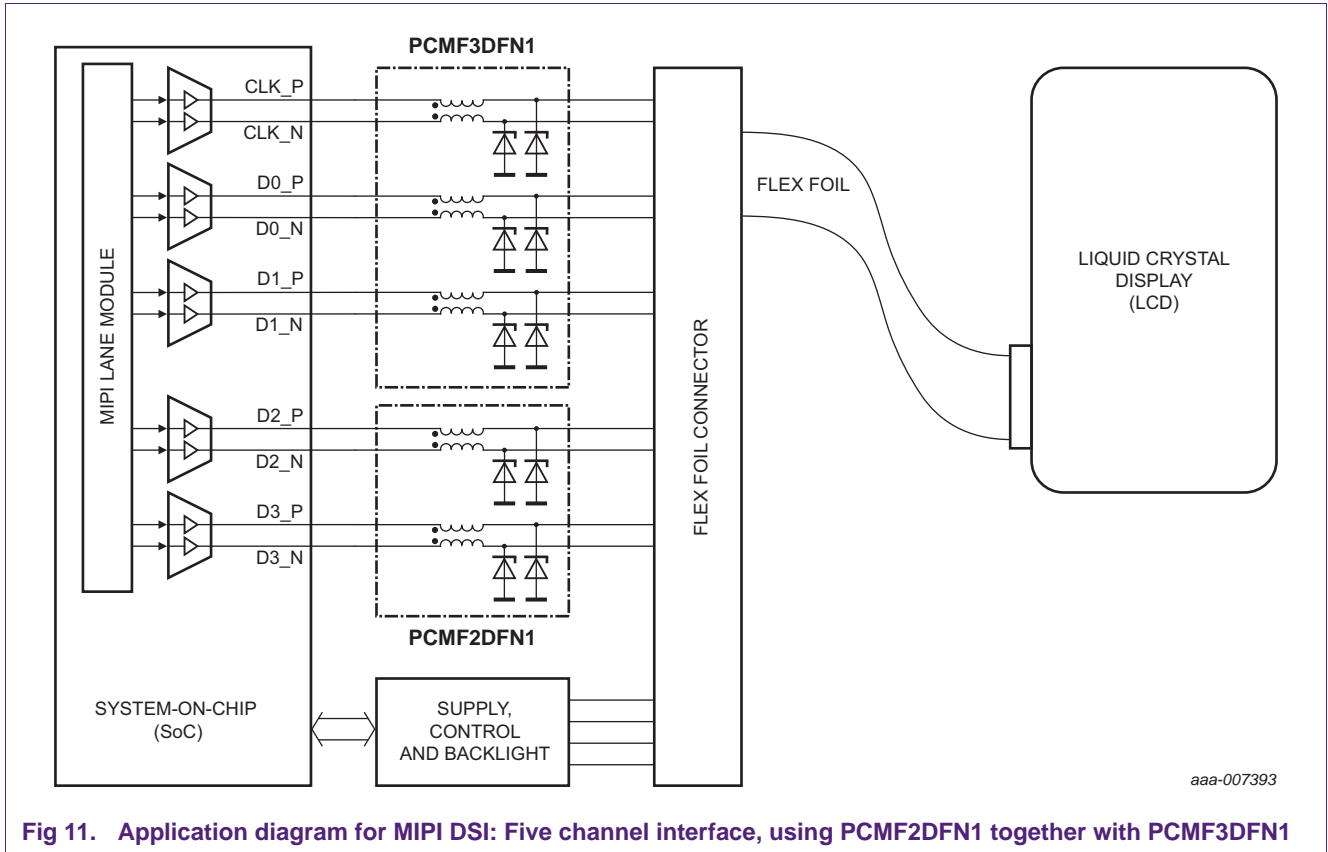 PCMF3DFN1
CLK_P
CLK_N
D0_P
D0_N
D1_P
D1_N
D2_P
D2_N
D3_P
D3_N
MIPI LANE MODULE
PCMF2DFN1
SYSTEM-ON-CHIP
(SoC)
SUPPLY,
CONTROL
AND BACKLIGHT
FLEX FOIL CONNECTOR
FLEX FOIL
LIQUID CRYSTAL
DISPLAY
(LCD)
aaa-007393
Fig 11. Application diagram for MIPI DSI: Five channel interface, using PCMF2DFN1 together with PCMF3DFN1